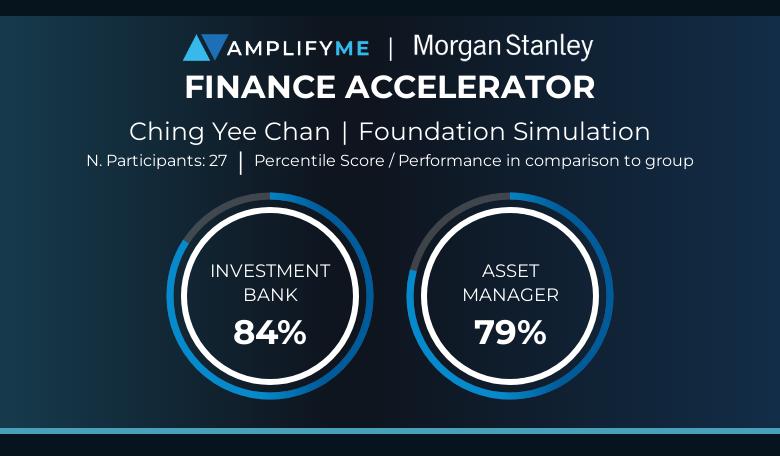 AMPLIFYME | Morgan Stanley
FINANCE ACCELERATOR
Ching Yee Chan | Foundation Simulation
N. Participants: 27 | Percentile Score / Performance in comparison to group
INVESTMENT
BANK
84%
ASSET
MANAGER
79%